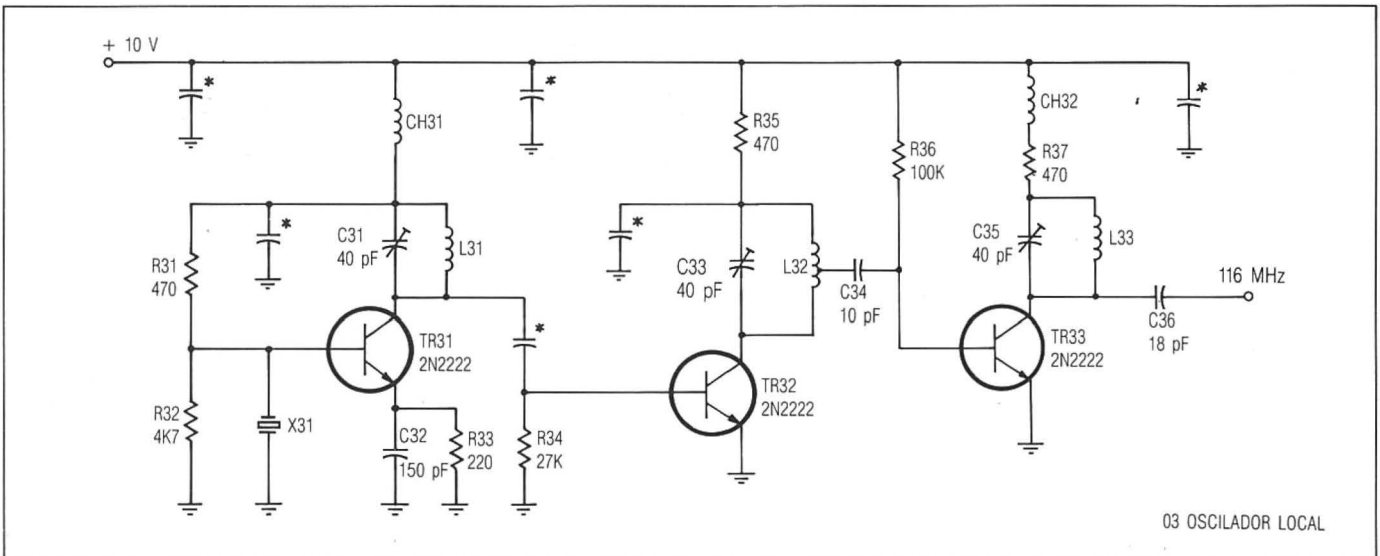 + 10 V
*
*
*
CH31
CH32
R35
470
R36
100K
R37
470
*
*
C31
40 pF
L31
R31
470
C33
40 pF
L32
C34
10 pF
C35
40 pF
L33
116 MHz
C36
18 pF
*
TR31
2N2222
TR32
2N2222
TR33
2N2222
R32
4K7
X31
C32
150 pF
R33
220
R34
27K
03 OSCILADOR LOCAL